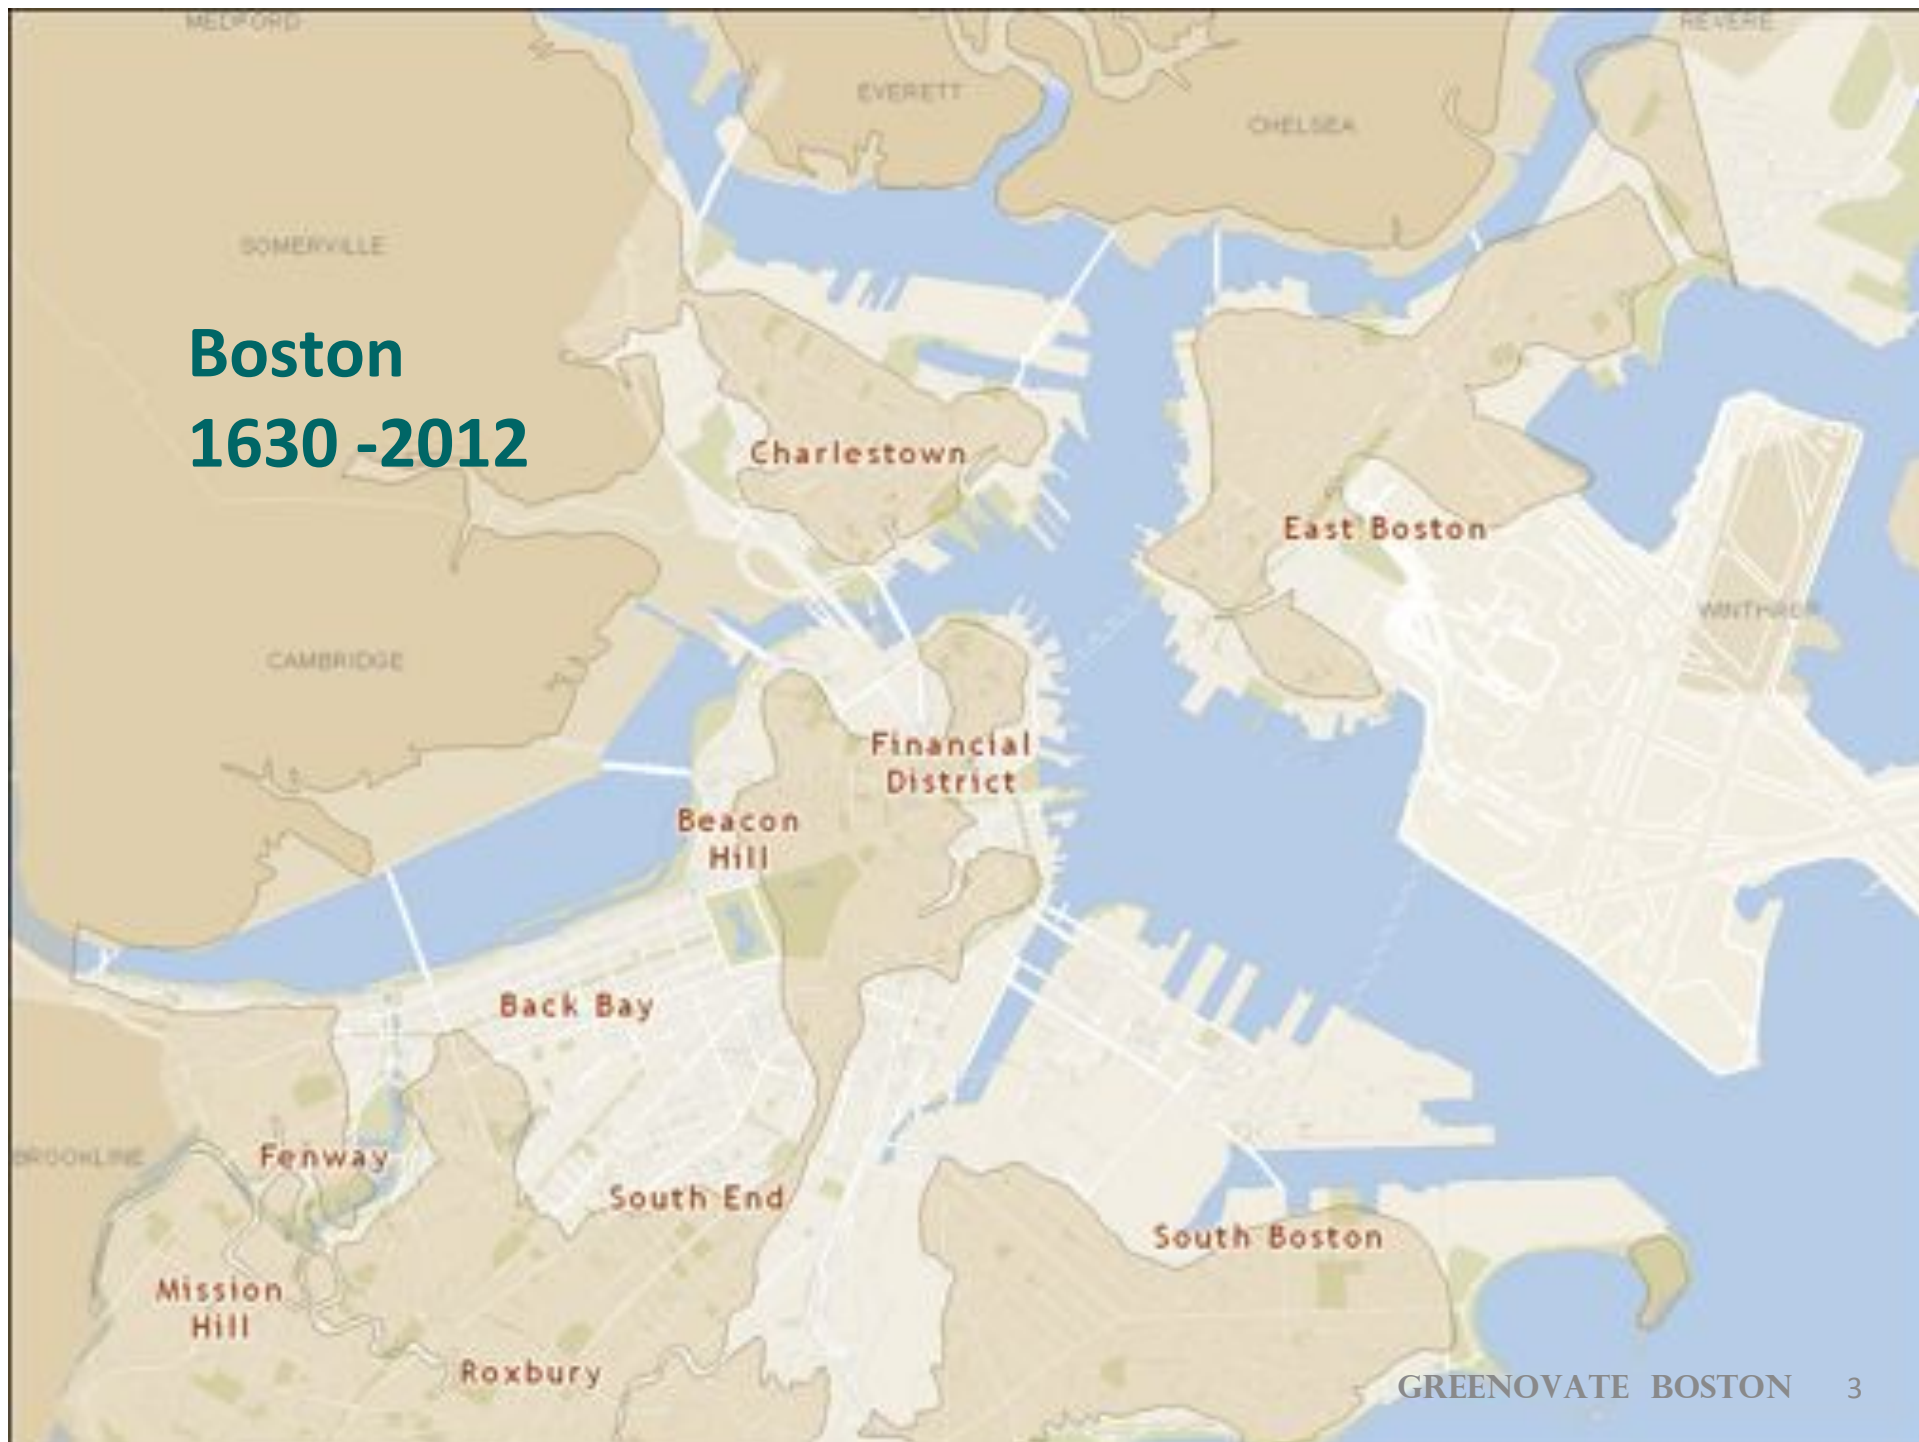 MEDFORD
REVERE
EVERETT
CHELSEA
SOMERVILLE
Boston
1630 -2012
Charlestown
East Boston
WINTHROP
CAMBRIDGE
Financial
District
Beacon
Hill
Back Bay
BROOKLINE
Fenway
South End
South Boston
Mission
Hill
Roxbury
GREENOVATE BOSTON 3